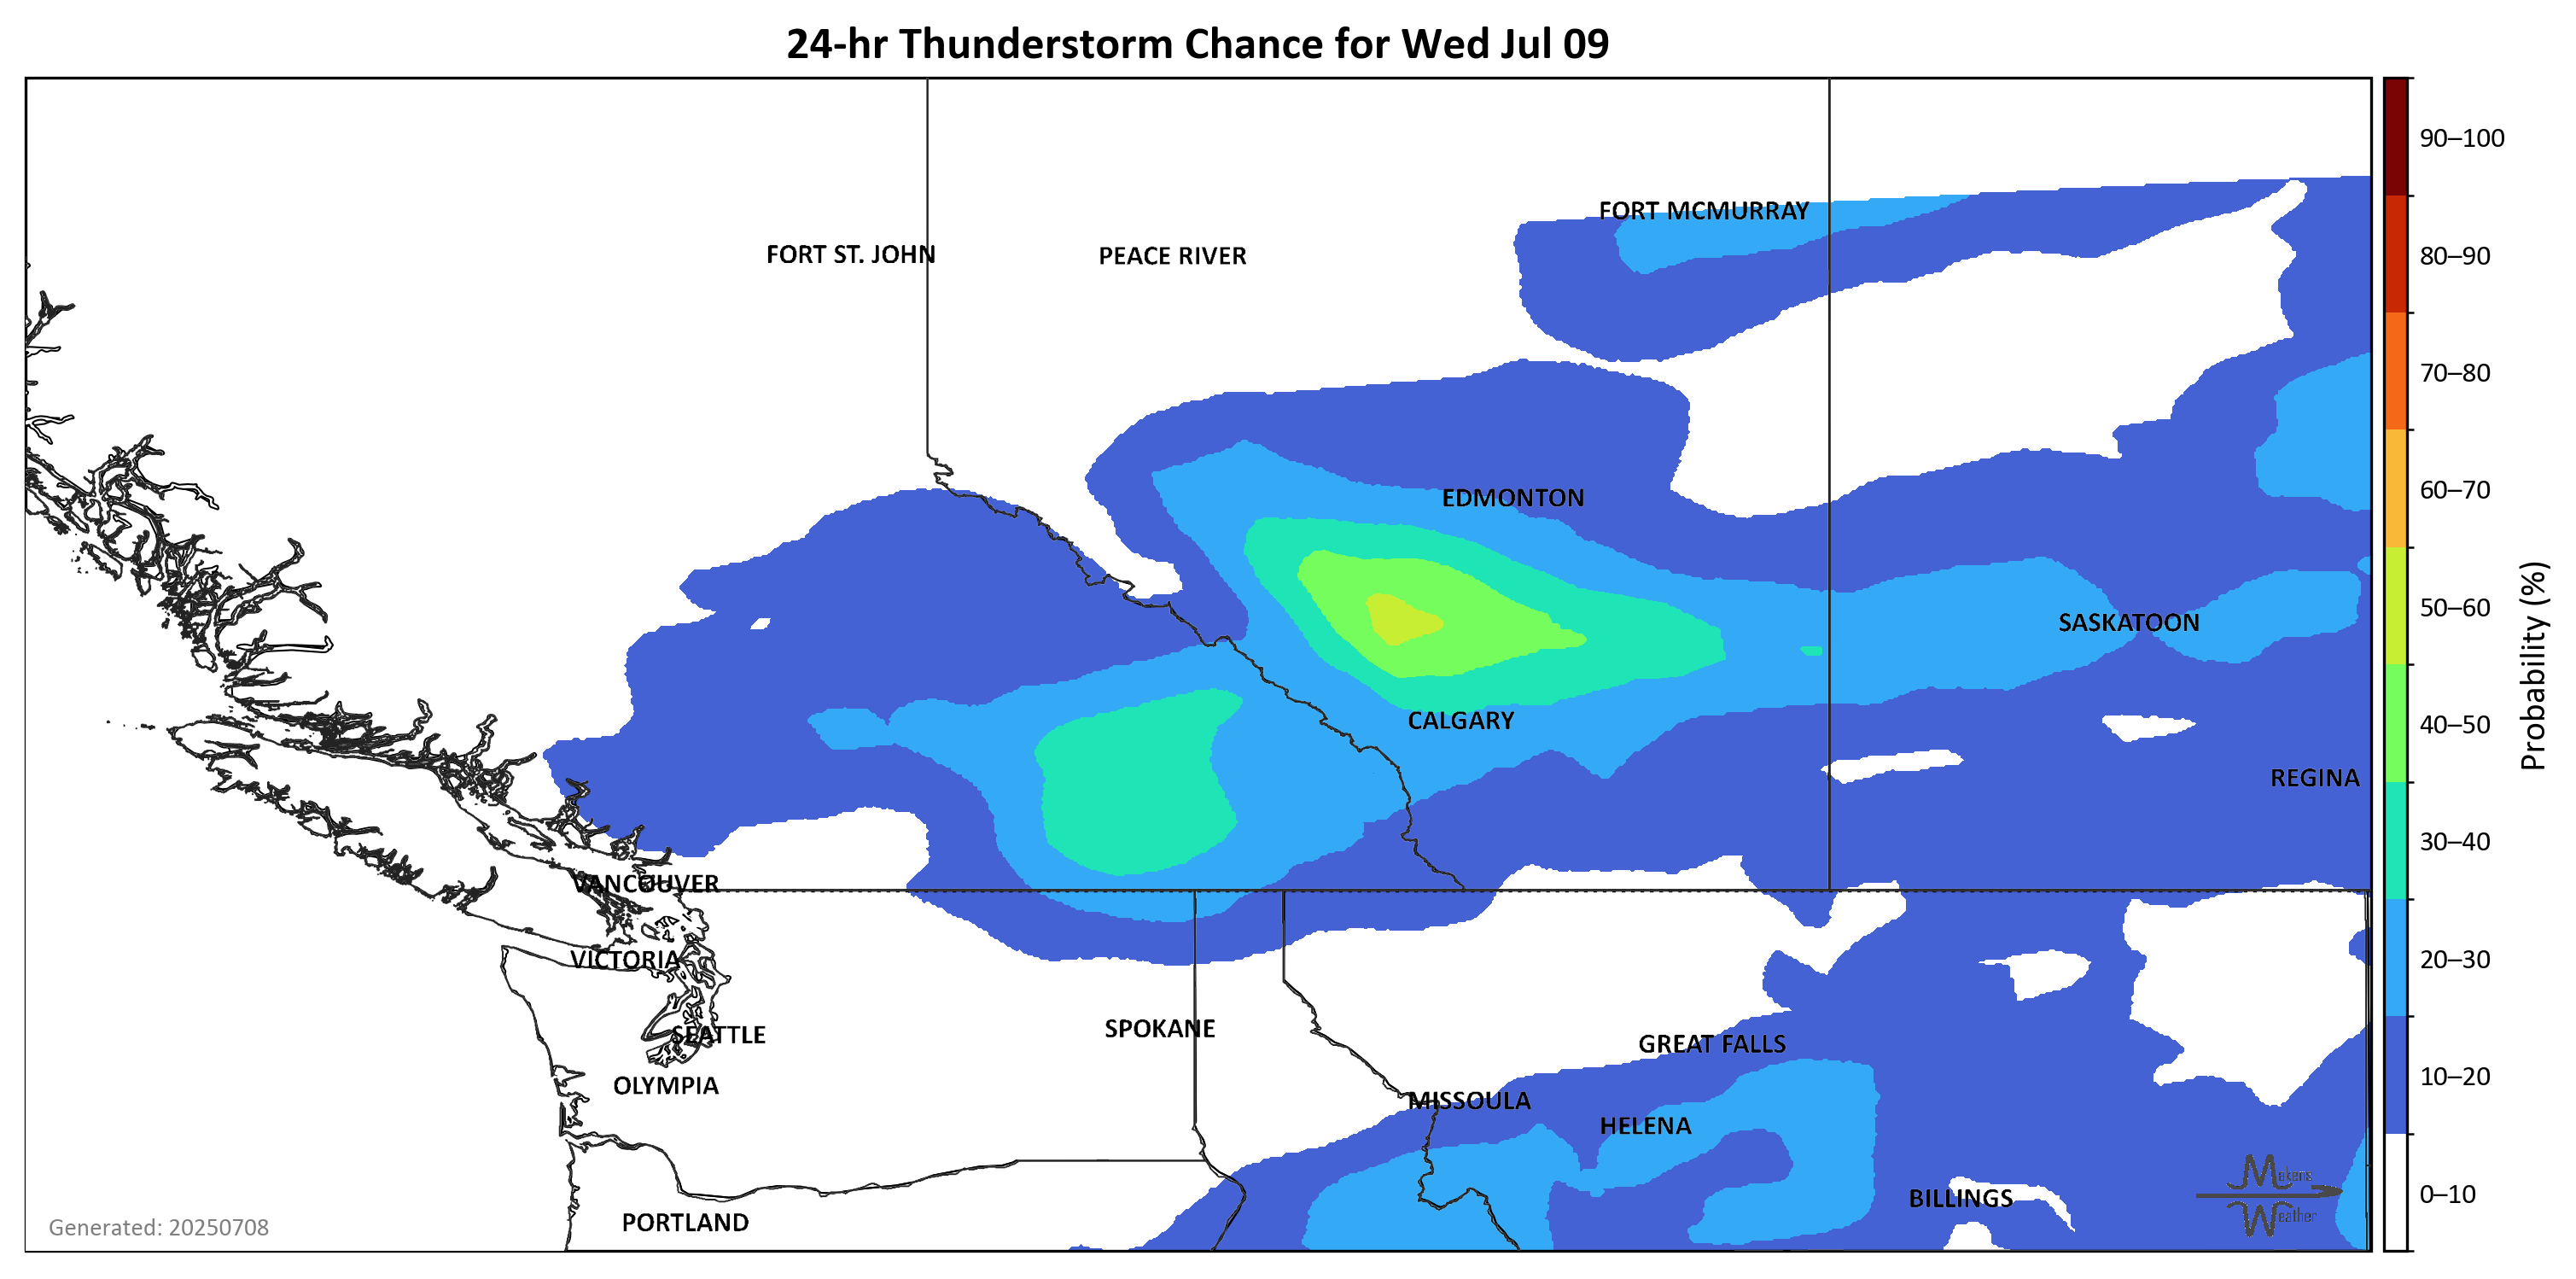 24-hr Thunderstorm Chance for Wed Jul 09
90–100
FORT MCMURRAY
FORT ST. JOHN
PEACE RIVER
80–90
70–80
EDMONTON
60–70
50–60
SASKATOON
CALGARY
40–50
REGINA
Probability (%)
30–40
VANCOUVER
VICTORIA
20–30
SPOKANE
SEATTLE
GREAT FALLS
OLYMPIA
10–20
MISSOULA
HELENA
Mekens
Weather
0–10
BILLINGS
PORTLAND
Generated: 20250708